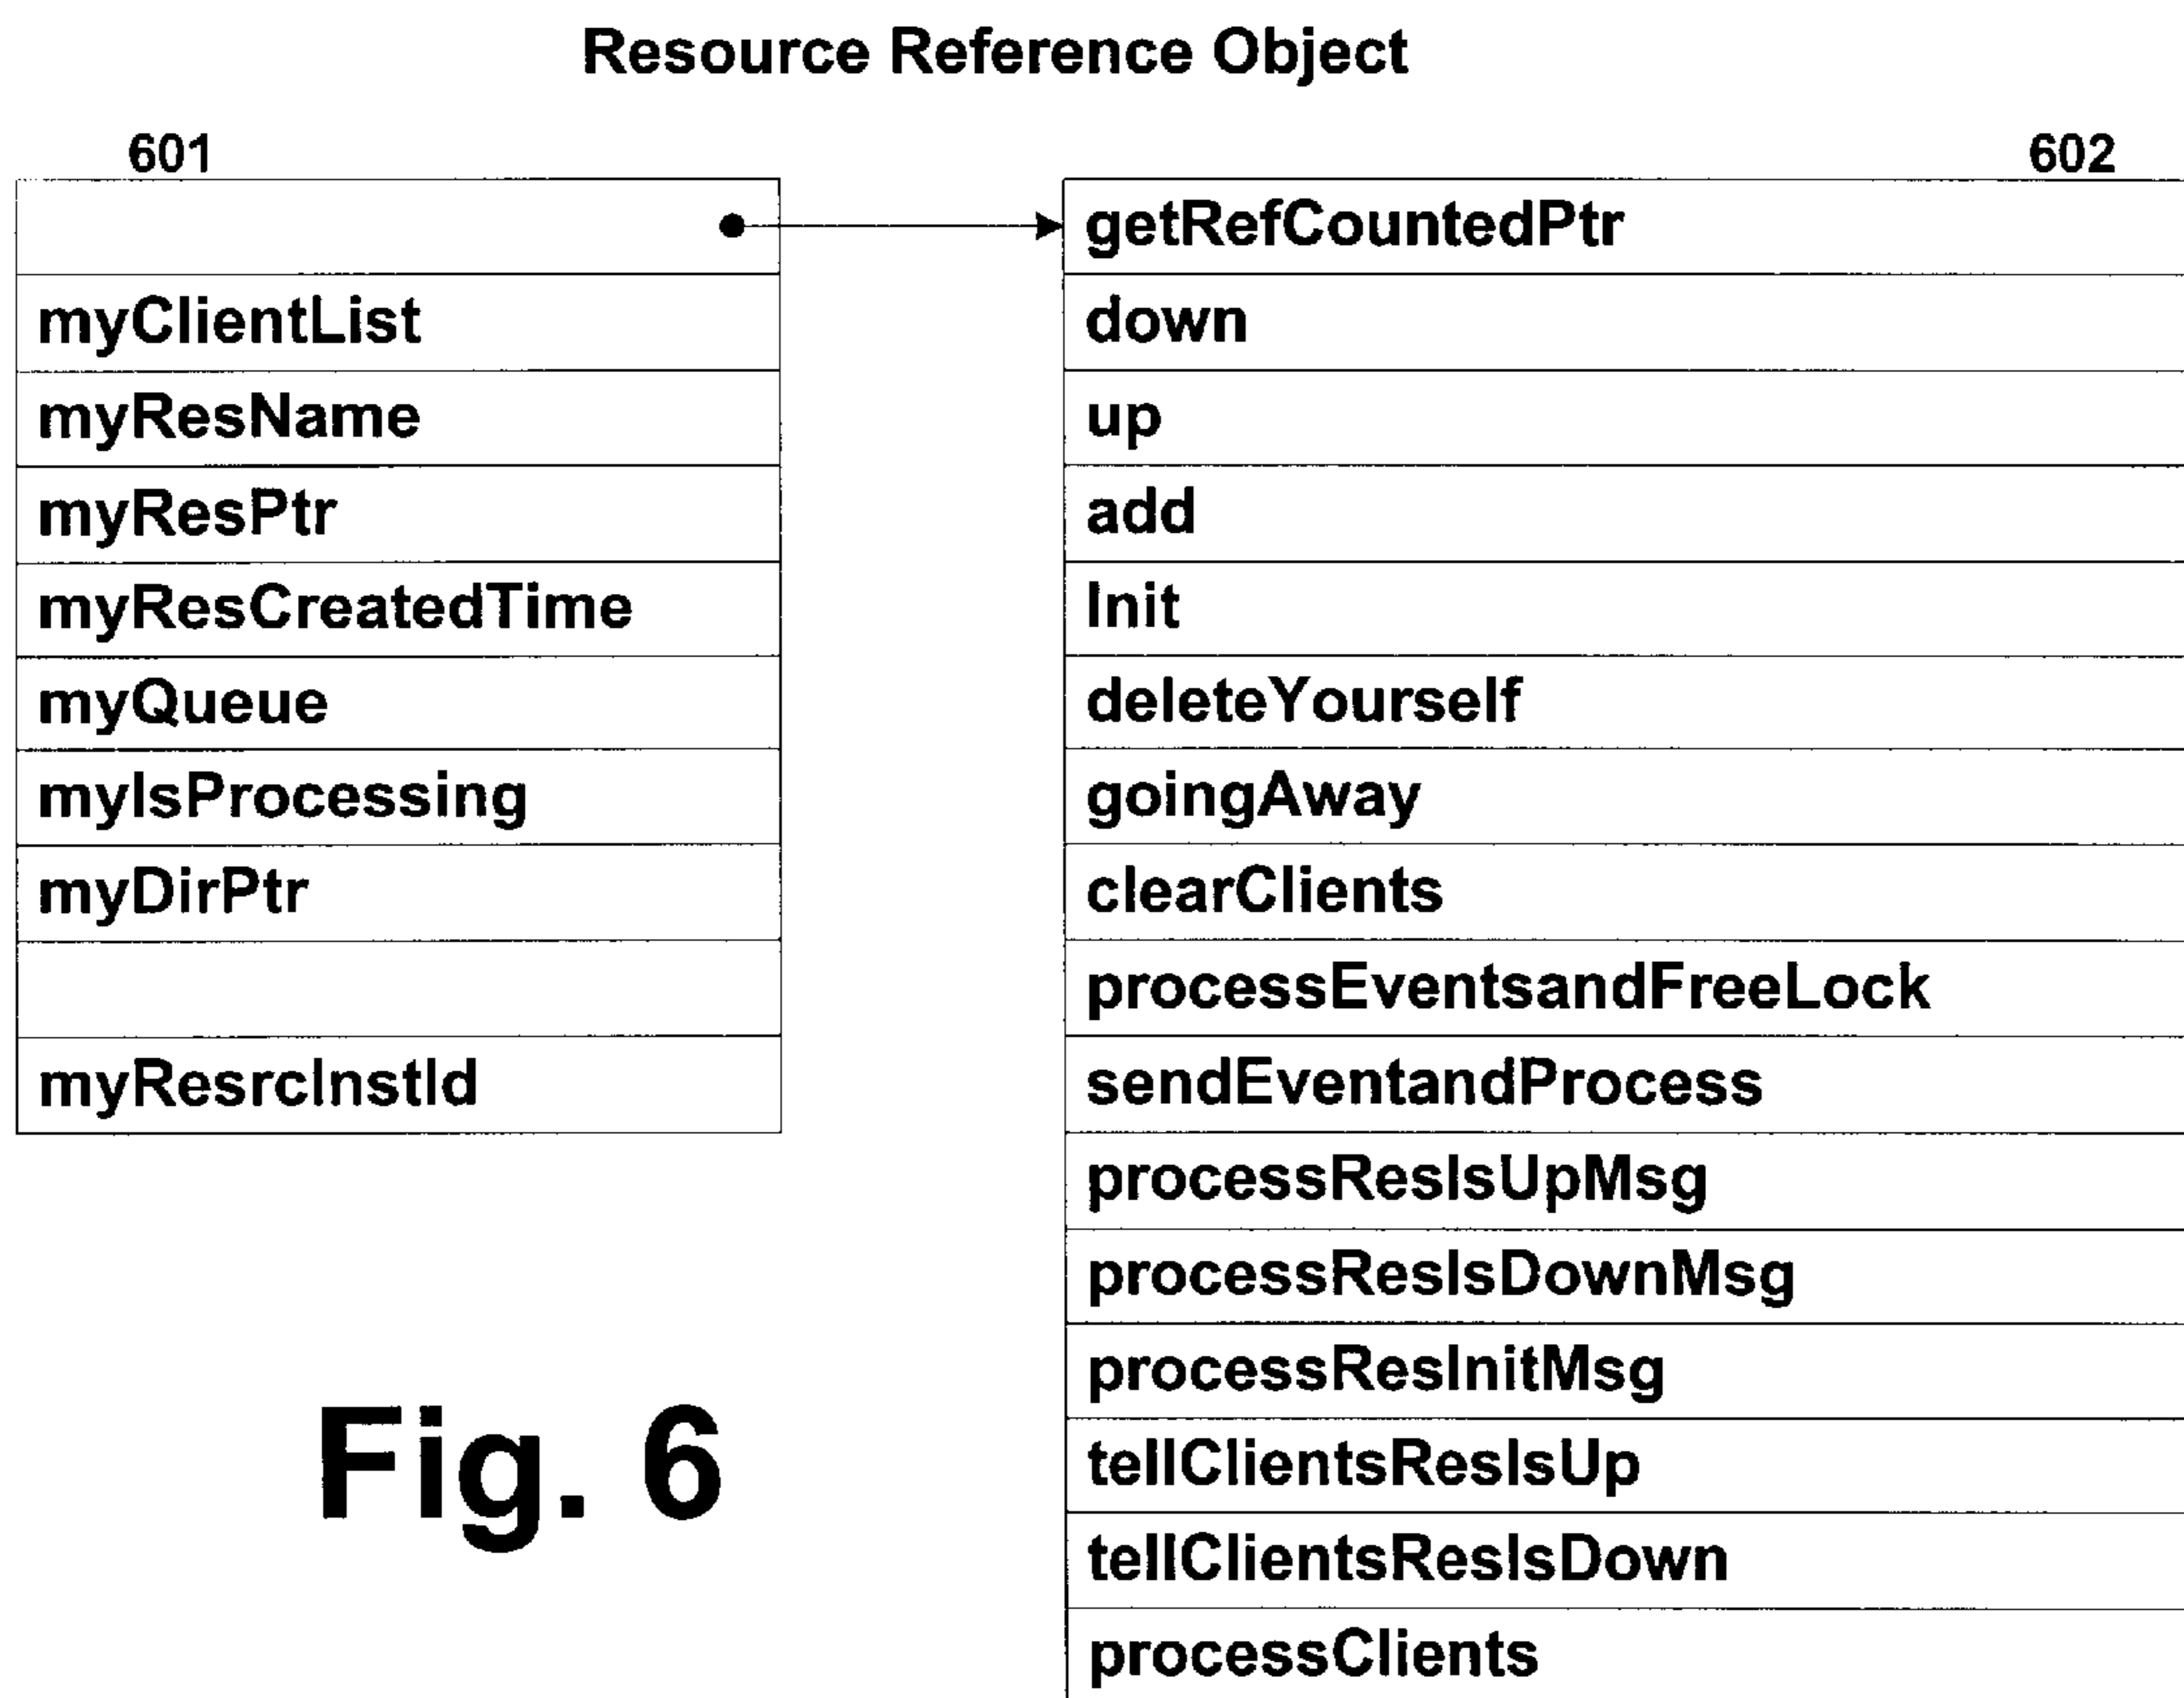 Resource Reference Object
601
myClientList
myResName
myResPtr
myResCreatedTime
myQueue
myIsProcessing
myDirPtr
myResrcInstId
602
getRefCountedPtr
down
up
add
Init
deleteYourself
goingAway
clearClients
processEventsandFreeLock
sendEventandProcess
processResIsUpMsg
processResIsDownMsg
processResInitMsg
tellClientsResIsUp
tellClientsResIsDown
processClients
Fig. 6